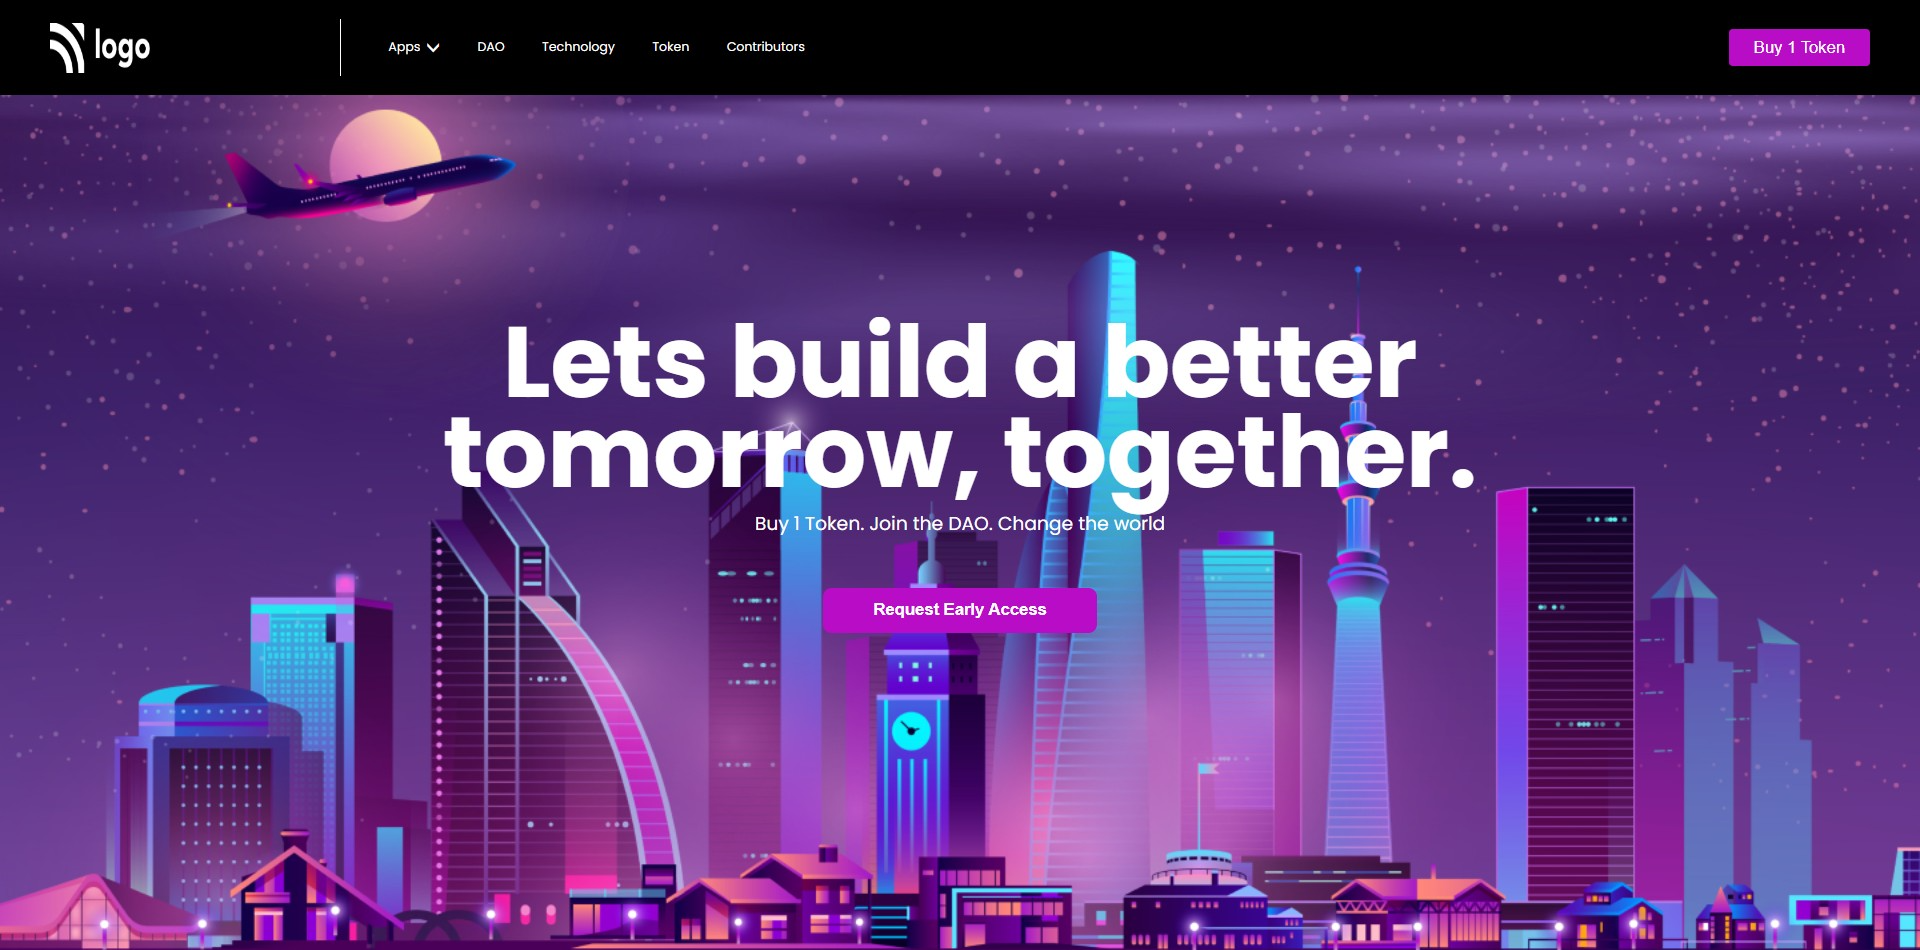 logo
Apps
DAO
Technology
Token
Contributors
Buy 1 Token
Lets build a better
tomorrow, together.
Buy 1 Token. Join the DAO. Change the world
Request Early Access